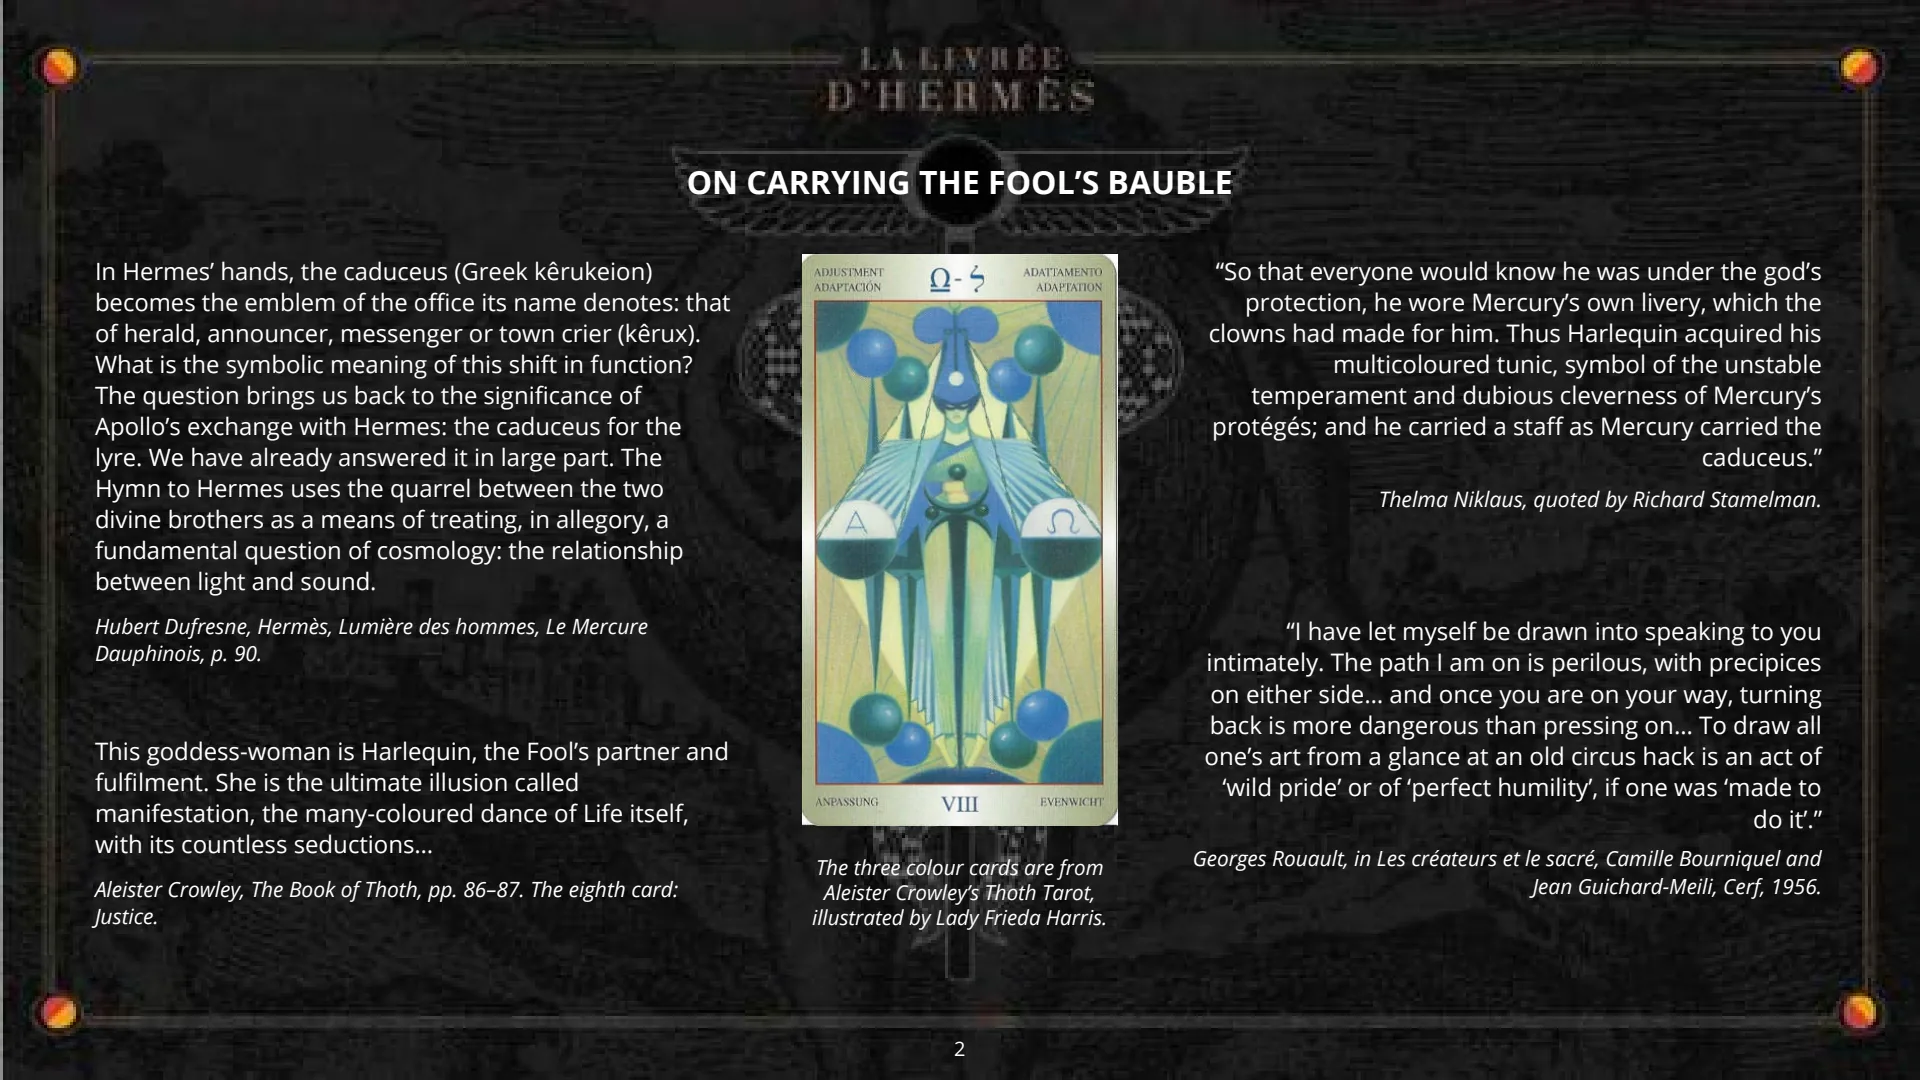 LA LIVRÉE
D'HERMÈS
ON CARRYING THE FOOL’S BAUBLE
In Hermes’ hands, the caduceus (Greek kêrukeion)
becomes the emblem of the office its name denotes: that
of herald, announcer, messenger or town crier (kêrux).
What is the symbolic meaning of this shift in function?
The question brings us back to the significance of
Apollo’s exchange with Hermes: the caduceus for the
lyre. We have already answered it in large part. The
Hymn to Hermes uses the quarrel between the two
divine brothers as a means of treating, in allegory, a
fundamental question of cosmology: the relationship
between light and sound.
Hubert Dufresne, Hermès, Lumière des hommes, Le Mercure
Dauphinois, p. 90.
This goddess-woman is Harlequin, the Fool’s partner and
fulfilment. She is the ultimate illusion called
manifestation, the many-coloured dance of Life itself,
with its countless seductions...
Aleister Crowley, The Book of Thoth, pp. 86–87. The eighth card:
Justice.
ADJUSTMENT
ADAPTACIÓN
Ω - ς
ADATTAMENTO
ADAPTATION
A
Ω
ANPASSUNG
VIII
EVENWICHT
The three colour cards are from
Aleister Crowley’s Thoth Tarot,
illustrated by Lady Frieda Harris.
“So that everyone would know he was under the god’s
protection, he wore Mercury’s own livery, which the
clowns had made for him. Thus Harlequin acquired his
multicoloured tunic, symbol of the unstable
temperament and dubious cleverness of Mercury’s
protégés; and he carried a staff as Mercury carried the
caduceus.”
Thelma Niklaus, quoted by Richard Stamelman.
“I have let myself be drawn into speaking to you
intimately. The path I am on is perilous, with precipices
on either side... and once you are on your way, turning
back is more dangerous than pressing on... To draw all
one’s art from a glance at an old circus hack is an act of
‘wild pride’ or of ‘perfect humility’, if one was ‘made to
do it’.”
Georges Rouault, in Les créateurs et le sacré, Camille Bourniquel and
Jean Guichard-Meili, Cerf, 1956.
2